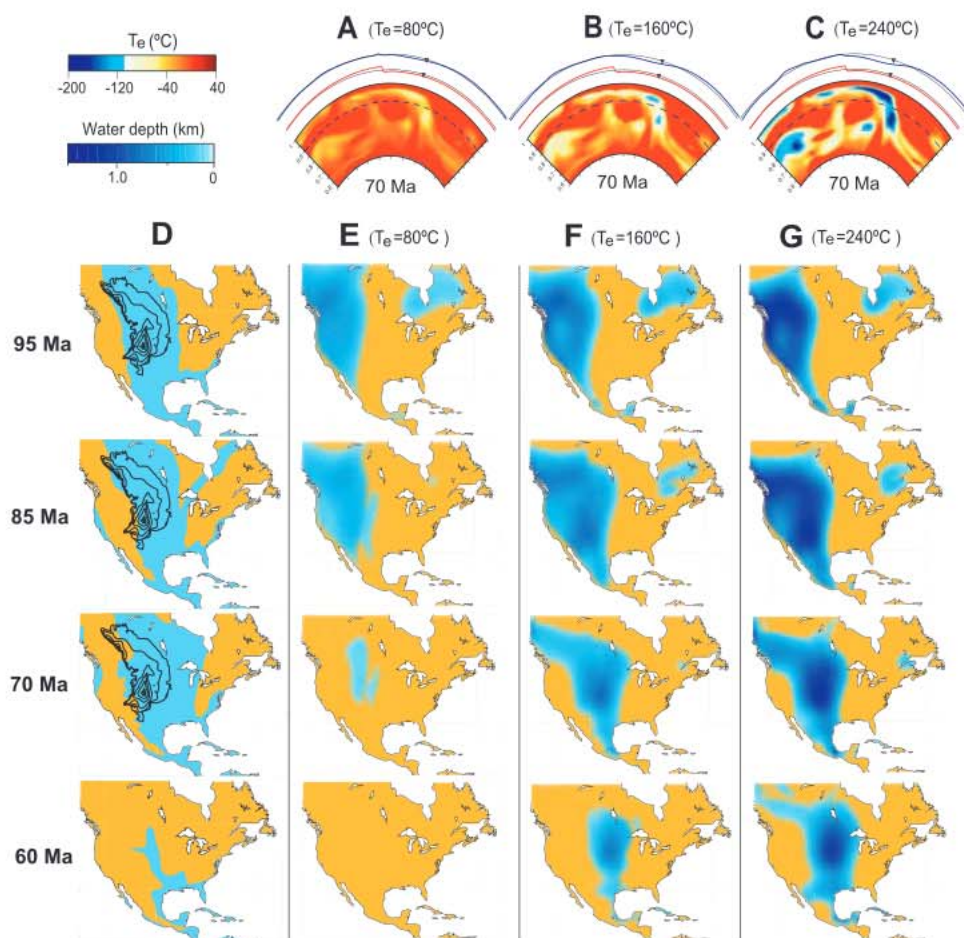 A (Te=80ºC)
B (Te=160ºC)
C (Te=240ºC)
Te (ºC)
-200 -120 -40 40
Water depth (km)
1.0 0
70 Ma
70 Ma
70 Ma
D
E (Te=80ºC)
F (Te=160ºC)
G (Te=240ºC)
95 Ma
85 Ma
70 Ma
60 Ma